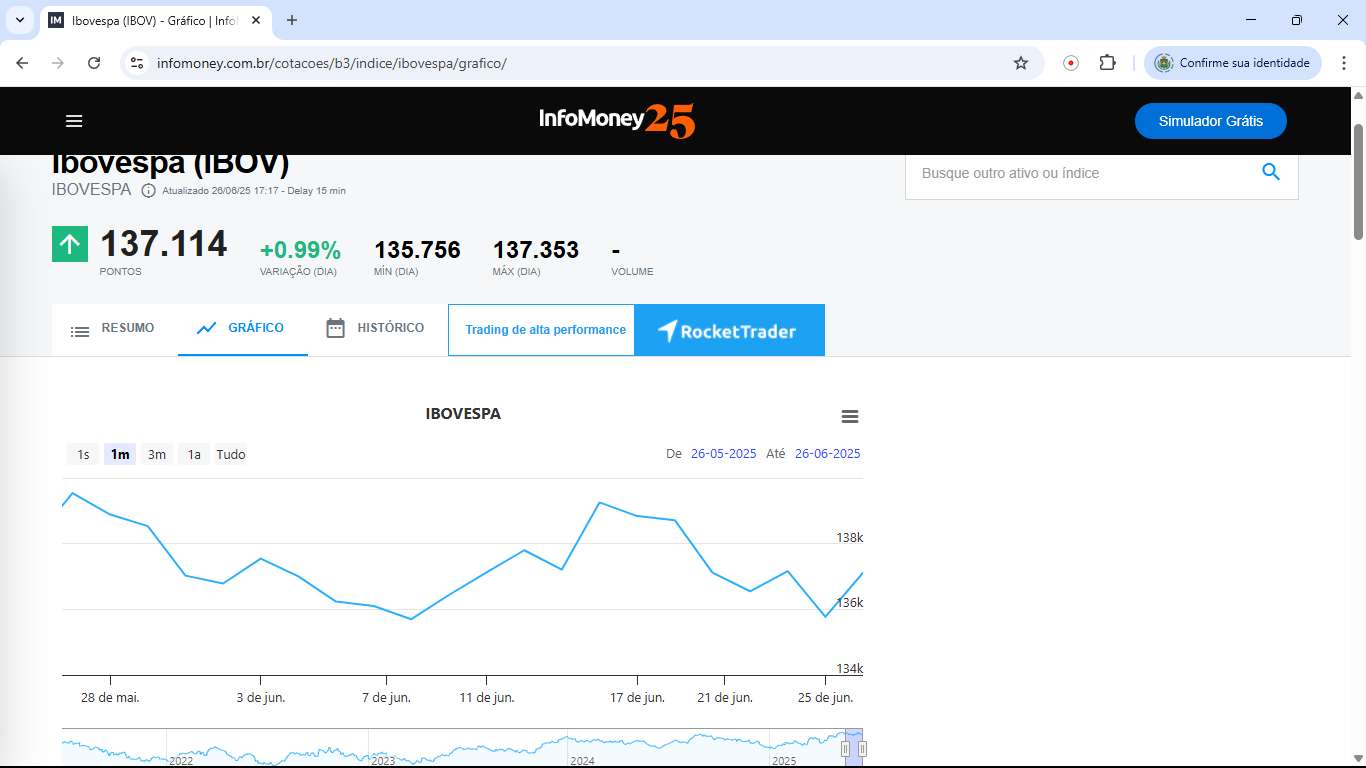 IM Ibovespa (IBOV) - Gráfico | Info
infomoney.com.br/cotacoes/b3/indice/ibovespa/grafico/
Confirme sua identidade
InfoMoney 25
Simulador Grátis
Ibovespa (IBOV)
IBOVESPA Atualizado 26/06/25 17:17 - Delay 15 min
Busque outro ativo ou índice
137.114 +0.99% 135.756 137.353 -
PONTOS VARIAÇÃO (DIA) MÍN (DIA) MÁX (DIA) VOLUME
RESUMO GRÁFICO HISTÓRICO Trading de alta performance RocketTrader
IBOVESPA
1s 1m 3m 1a Tudo De 26-05-2025 Até 26-06-2025
138k
136k
134k
28 de mai. 3 de jun. 7 de jun. 11 de jun. 17 de jun. 21 de jun. 25 de jun.
2022 2023 2024 2025